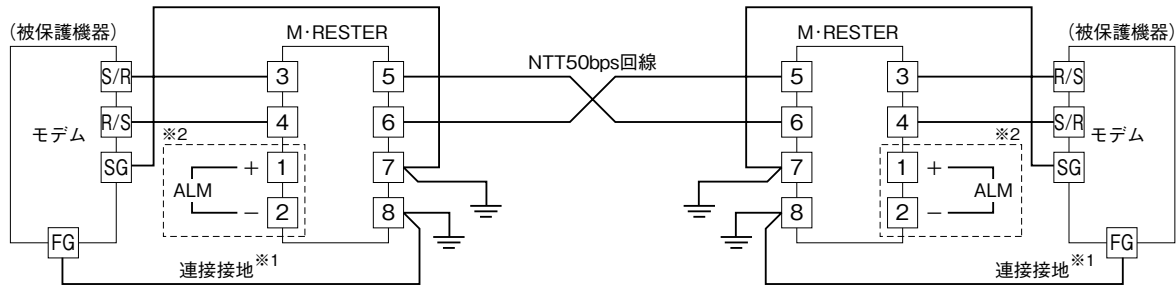 (被保護機器)
M・RESTER
M・RESTER
(被保護機器)
S/R
3
5
NTT50bps回線
5
3
R/S
R/S
4
6
6
4
S/R
モデム
※2
※2
モデム
SG
+
1
7
7
1
+
SG
ALM
ALM
−
2
8
8
2
−
FG
FG
連接接地※1
連接接地※1